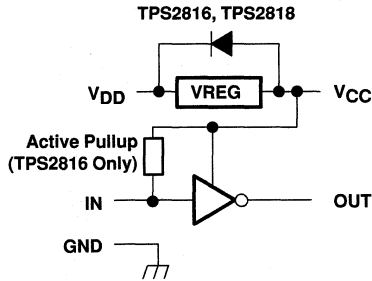 TPS2816, TPS2818
VDD
VREG
VCC
Active Pullup
(TPS2816 Only)
IN
OUT
GND